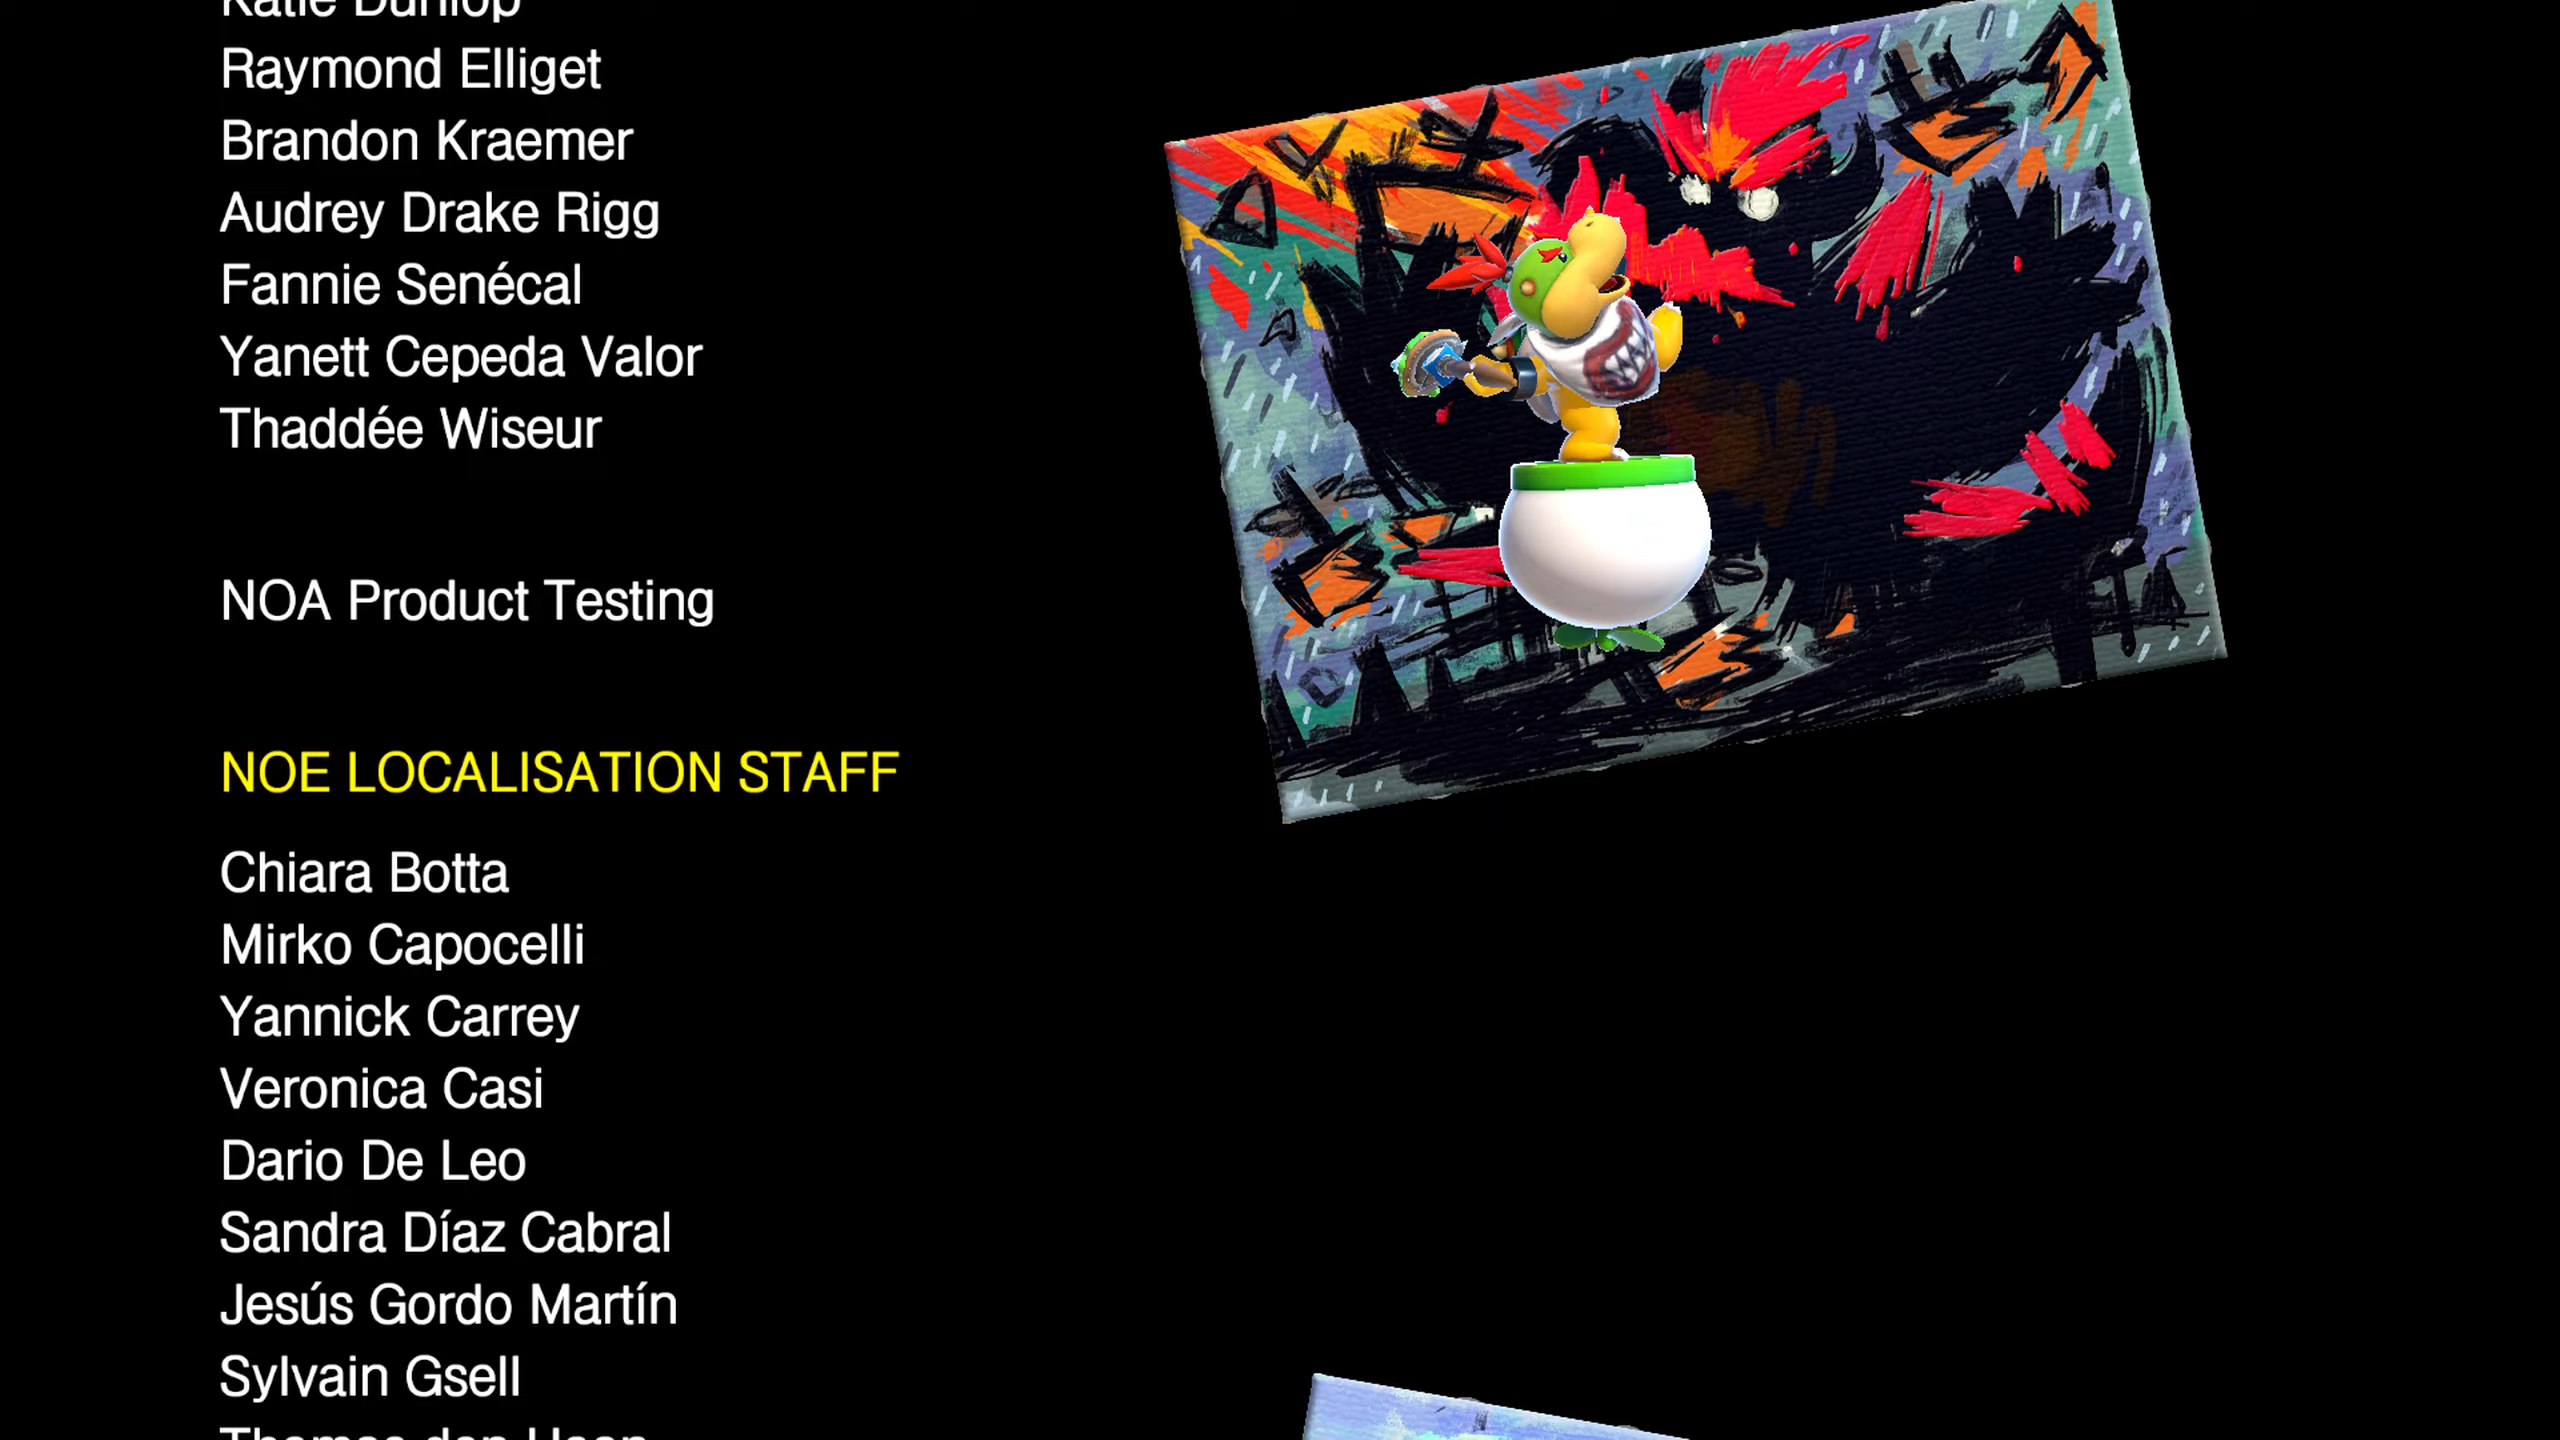 Katie Dunlop
Raymond Elliget
Brandon Kraemer
Audrey Drake Rigg
Fannie Senécal
Yanett Cepeda Valor
Thaddée Wiseur
NOA Product Testing
NOE LOCALISATION STAFF
Chiara Botta
Mirko Capocelli
Yannick Carrey
Veronica Casi
Dario De Leo
Sandra Díaz Cabral
Jesús Gordo Martín
Sylvain Gsell